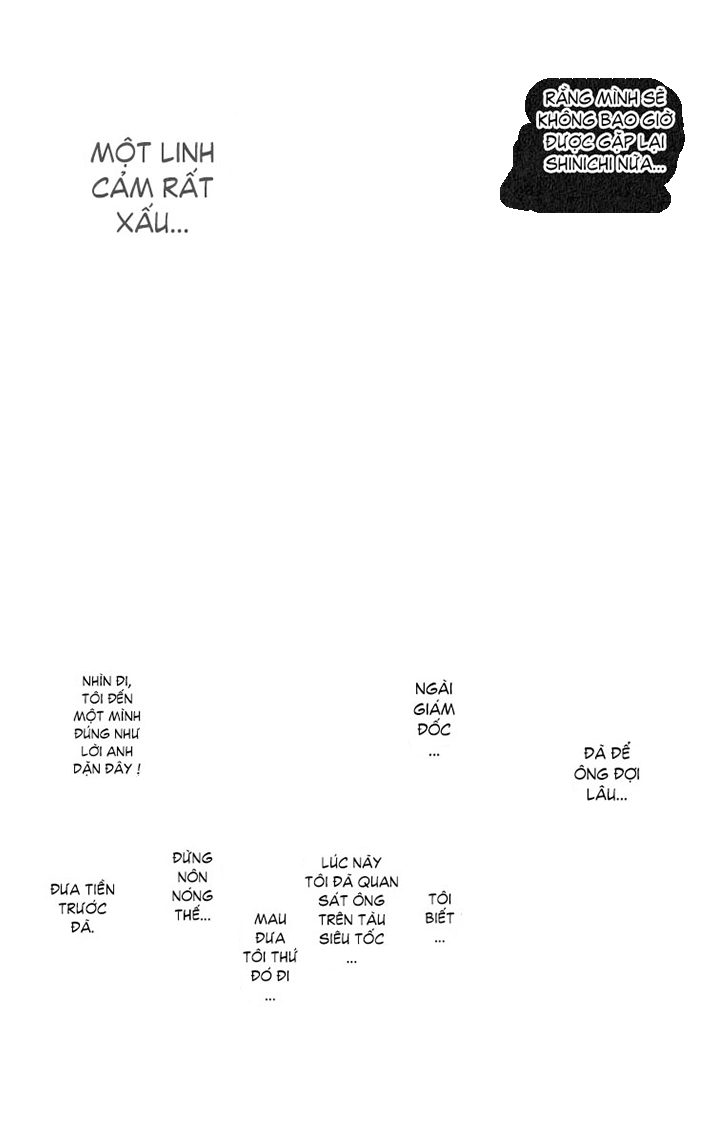 RẰNG MÌNH SẼ
KHÔNG BAO GIỜ
ĐƯỢC GẶP LẠI
SHINICHI NỮA...
MỘT LINH
CẢM RẤT
XẤU...
ĐÃ ĐỂ
ÔNG ĐỢI
LÂU...
NGÀI
GIÁM
ĐỐC
...
NHÌN ĐI,
TÔI ĐẾN
MỘT MÌNH
ĐÚNG NHƯ
LỜI ANH
DẶN ĐÂY !
TÔI
BIẾT
...
LÚC NÃY
TÔI ĐÃ QUAN
SÁT ÔNG
TRÊN TÀU
SIÊU TỐC
...
MAU
ĐƯA
TÔI THỨ
ĐÓ ĐI
...
ĐỪNG
NÔN
NÓNG
THẾ...
ĐƯA TIỀN
TRƯỚC
ĐÃ.